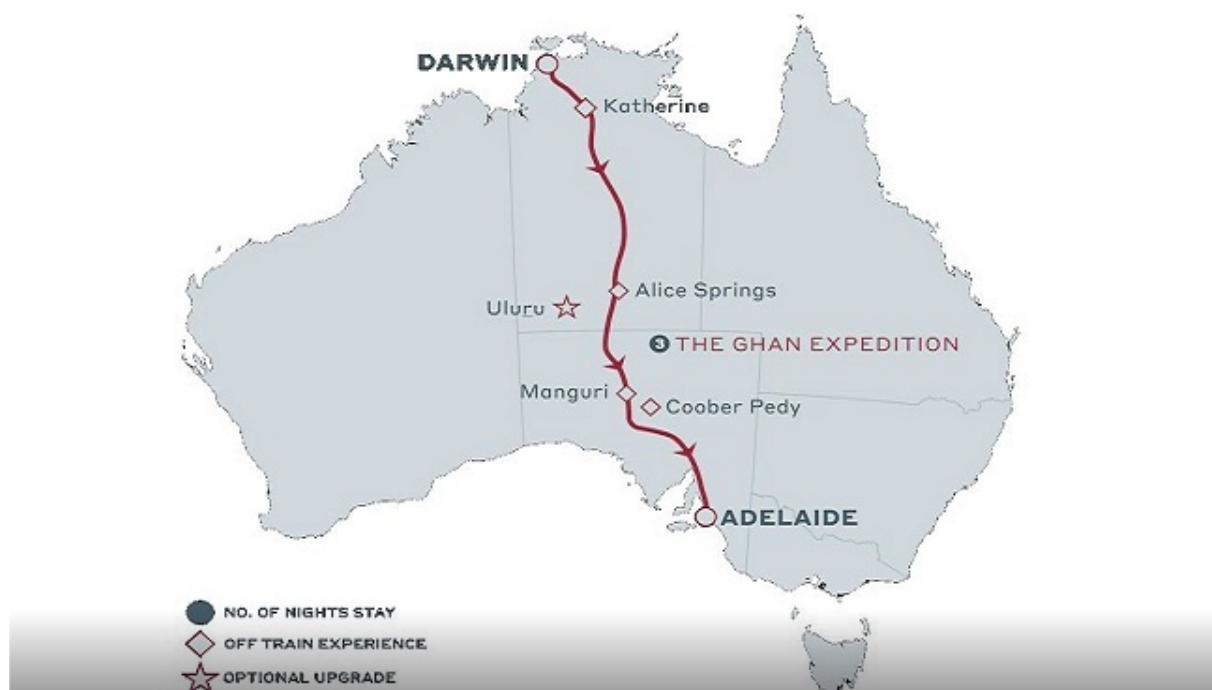 DARWIN
Katherine
Alice Springs
Uluru
3 THE GHAN EXPEDITION
Manguri
Coober Pedy
ADELAIDE
NO. OF NIGHTS STAY
OFF TRAIN EXPERIENCE
OPTIONAL UPGRADE